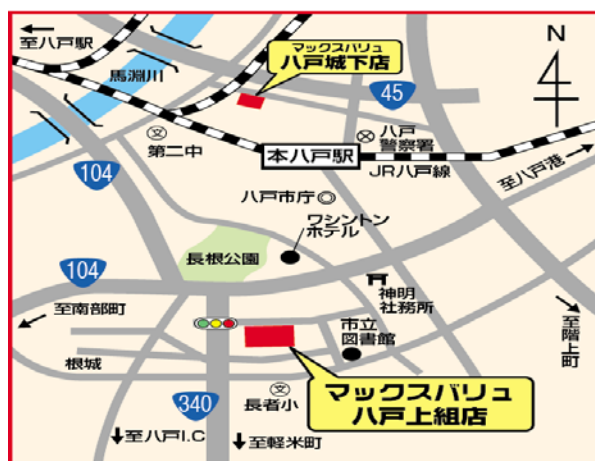 至八戸駅
馬淵川
マックスバリュ
八戸城下店
N
45
第二中
本八戸駅
八戸
警察署
JR八戸線
至八戸港
104
八戸市庁
ワシントン
ホテル
長根公園
104
神明
社務所
至南部町
市立
図書館
至階上町
根城
マックスバリュ
八戸上組店
340
長者小
至八戸I.C
至軽米町